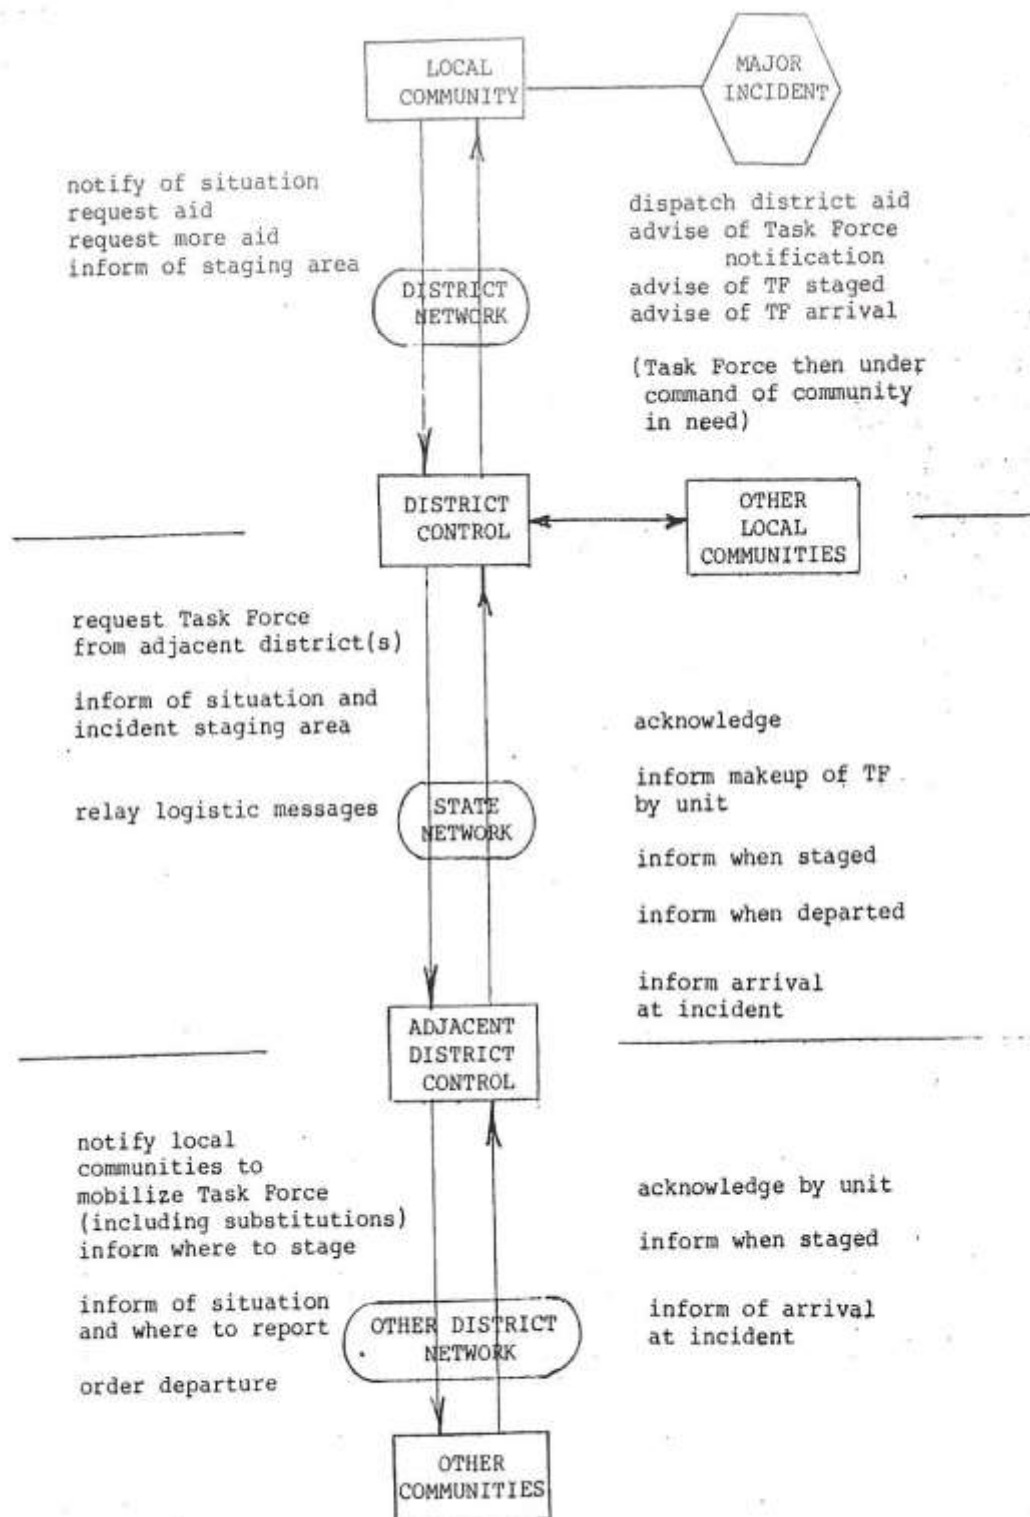 LOCAL
COMMUNITY
MAJOR
INCIDENT
notify of situation
request aid
request more aid
inform of staging area
DISTRICT
NETWORK
dispatch district aid
advise of Task Force
notification
advise of TF staged
advise of TF arrival
(Task Force then under
command of community
in need)
DISTRICT
CONTROL
OTHER
LOCAL
COMMUNITIES
request Task Force
from adjacent district(s)
inform of situation and
incident staging area
relay logistic messages
STATE
NETWORK
acknowledge
inform makeup of TF
by unit
inform when staged
inform when departed
inform arrival
at incident
ADJACENT
DISTRICT
CONTROL
notify local
communities to
mobilize Task Force
(including substitutions)
inform where to stage
inform of situation
and where to report
order departure
OTHER DISTRICT
NETWORK
acknowledge by unit
inform when staged
inform of arrival
at incident
OTHER
COMMUNITIES